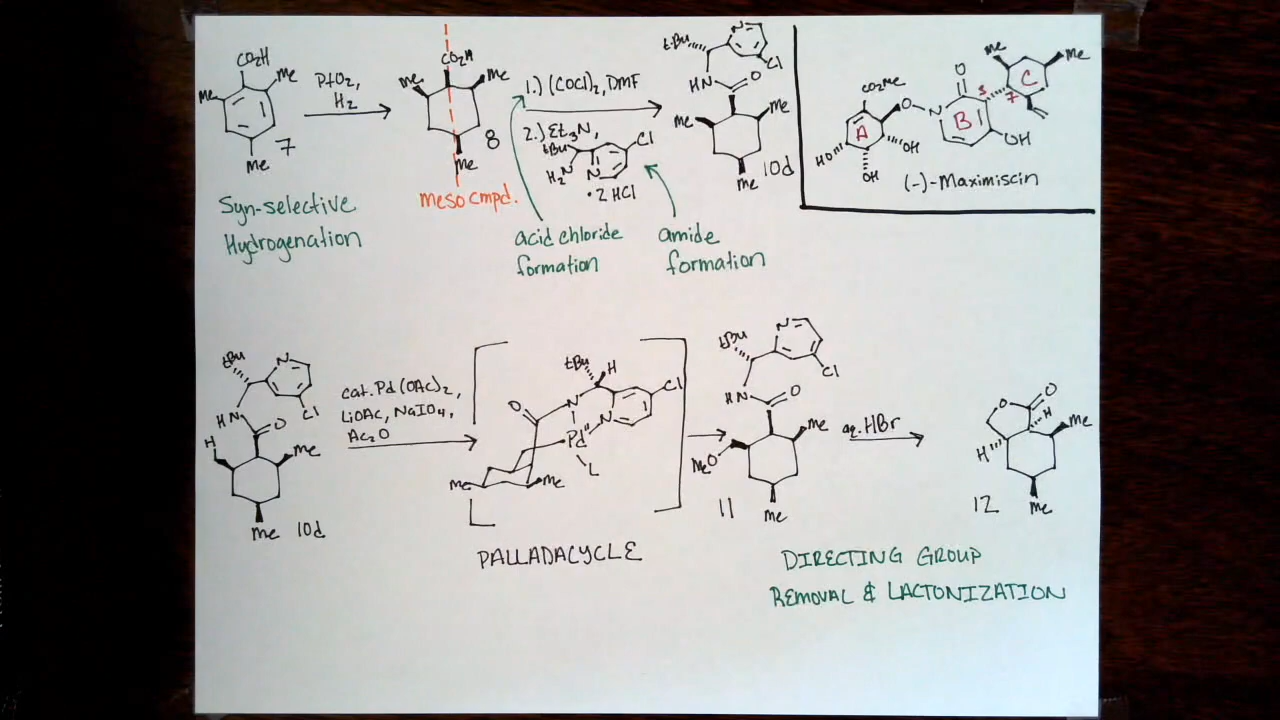 CO₂H
Me
Me
Me
7
PtO₂,
H₂
CO₂H
Me
Me
Me
8
meso cmpd.
Syn-selective
Hydrogenation
1.) (COCl)₂, DMF
2.) Et₃N,
tBu
Cl
H₂N
N
• 2 HCl
acid chloride
formation
amide
formation
tBu
N
Cl
HN
O
Me
Me
Me
10d
CO₂Me
A
HO
OH
OH
O
N
O
B
OH
3
7
C
Me
Me
(-)-Maximiscin
tBu
N
Cl
HN
O
H
Me
Me
10d
cat. Pd(OAc)₂,
LiOAc, NaIO₄,
Ac₂O
tBu
H
Cl
O
N
N
Pdᴵᴵ
L
Me
Me
PALLADACYCLE
tBu
N
Cl
HN
O
MeO
Me
Me
11
aq. HBr
O
O
H
H
Me
Me
12
DIRECTING GROUP
REMOVAL & LACTONIZATION